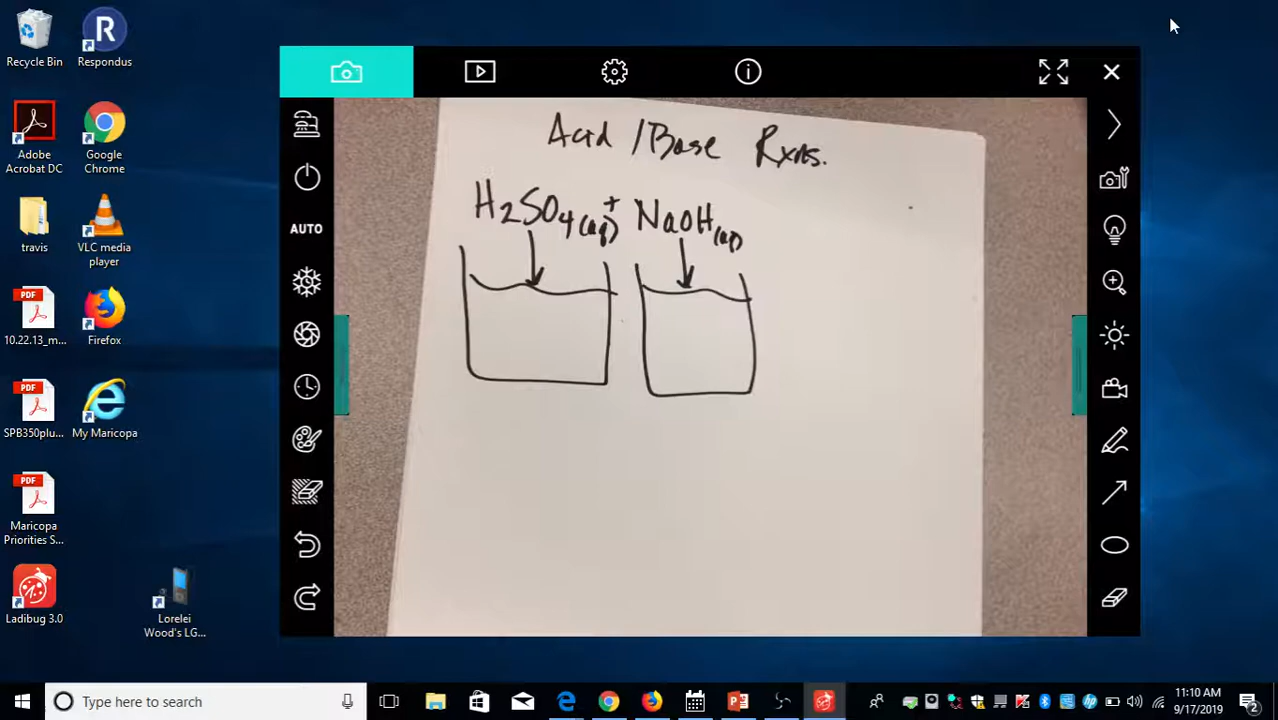 Recycle Bin
Respondus
Adobe
Acrobat DC
Google
Chrome
travis
VLC media
player
10.22.13_m...
Firefox
SPB350plu...
My Maricopa
Maricopa
Priorities S...
Ladibug 3.0
Lorelei
Wood's LG...
AUTO
Acid / Base Rxns.
H₂SO₄(aq) + NaOH(aq)
Type here to search
11:10 AM
9/17/2019
2